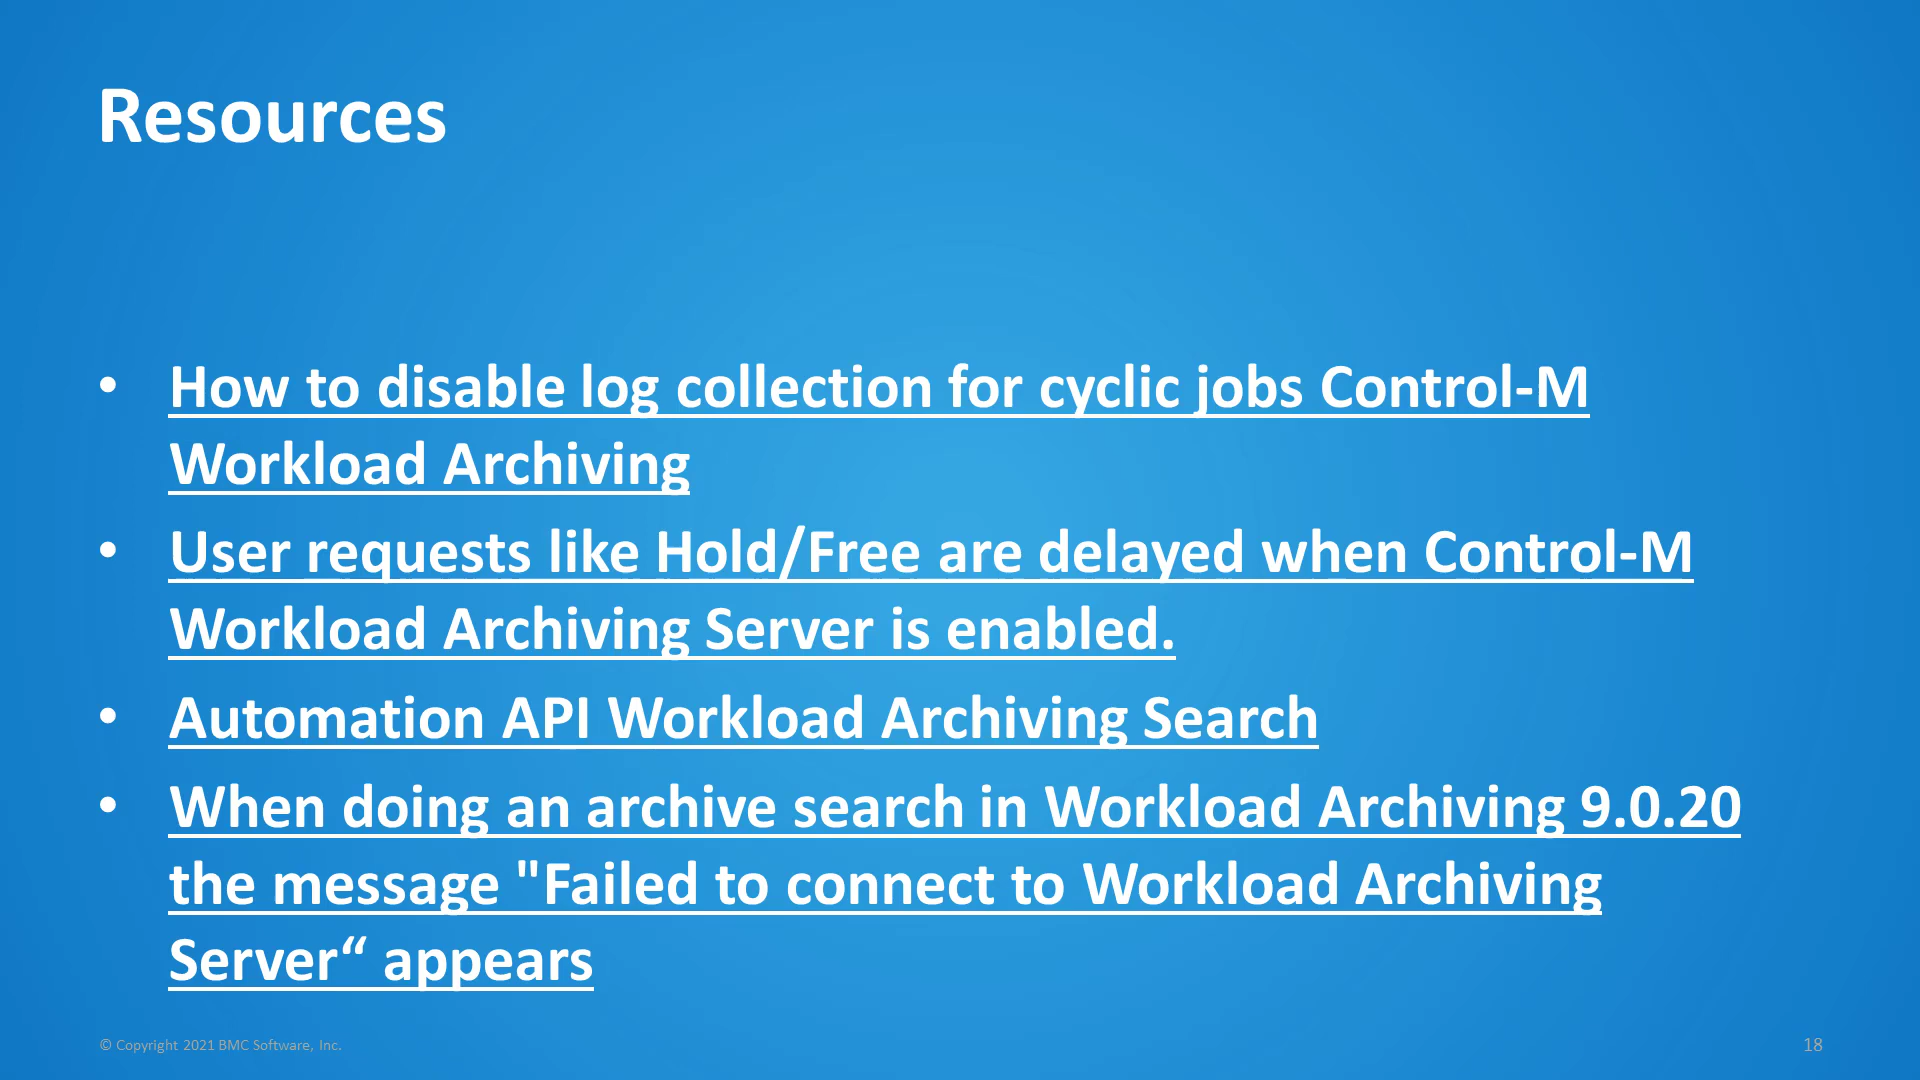 Resources
• How to disable log collection for cyclic jobs Control-M
Workload Archiving
• User requests like Hold/Free are delayed when Control-M
Workload Archiving Server is enabled.
• Automation API Workload Archiving Search
• When doing an archive search in Workload Archiving 9.0.20
the message "Failed to connect to Workload Archiving
Server“ appears
© Copyright 2021 BMC Software, Inc.
18